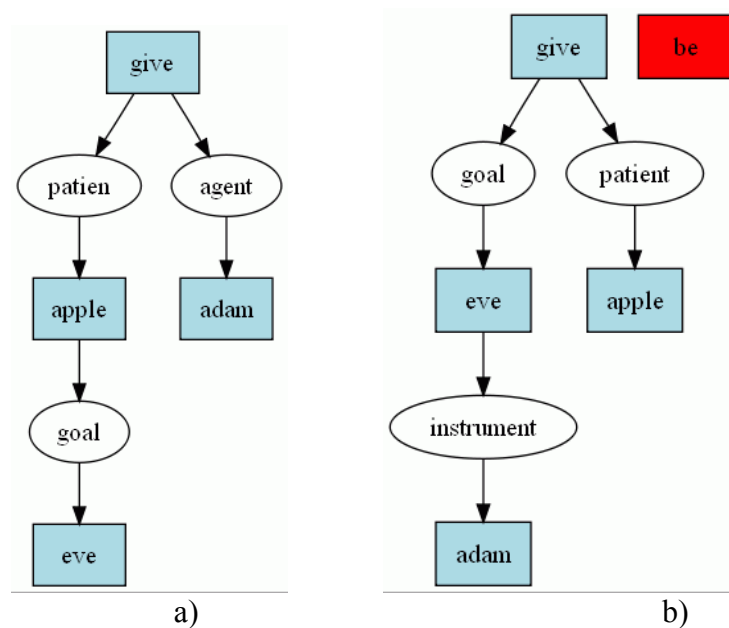 give
patien
agent
apple
adam
goal
eve
a)
give
be
goal
patient
eve
apple
instrument
adam
b)